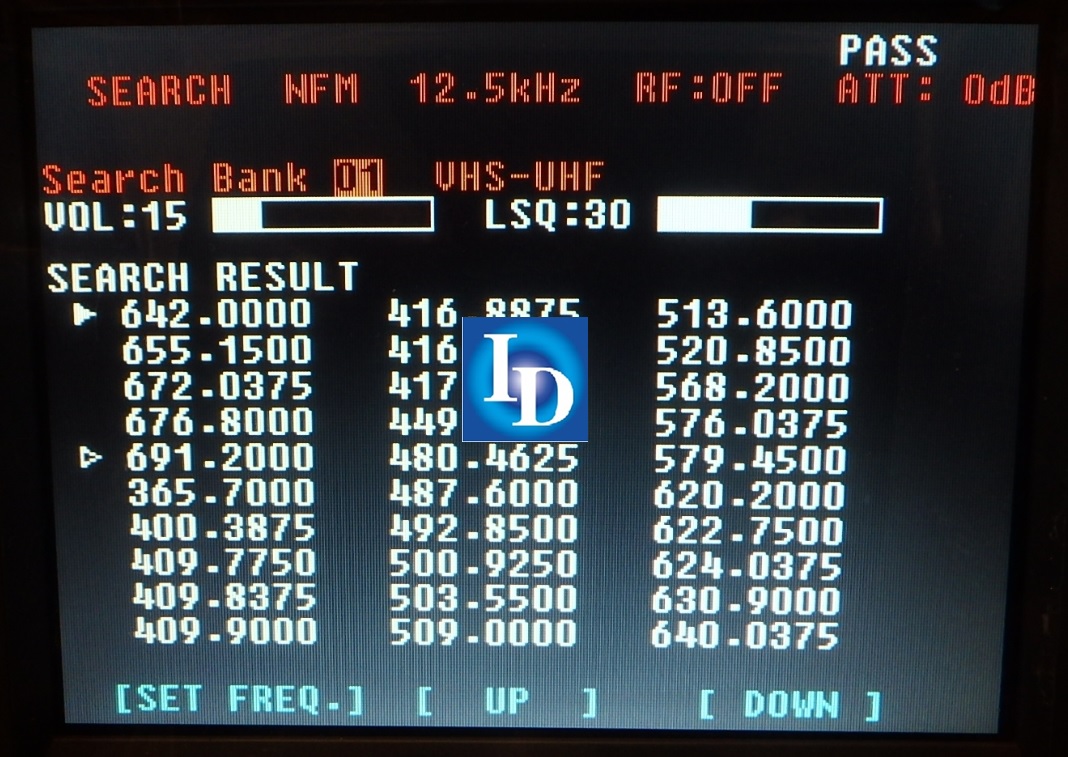 PASS
SEARCH NFM 12.5kHz RF:OFF ATT: 0dB
Search Bank 01 VHS-UHF
VOL:15 LSQ:30
SEARCH RESULT
642.0000 416.8875 513.6000
655.1500 416 520.8500
672.0375 417 568.2000
676.8000 449 576.0375
691.2000 480.4625 579.4500
365.7000 487.6000 620.2000
400.3875 492.8500 622.7500
409.7750 500.9250 624.0375
409.8375 503.5500 630.9000
409.9000 509.0000 640.0375
[SET FREQ.] [ UP ] [ DOWN ]
ID